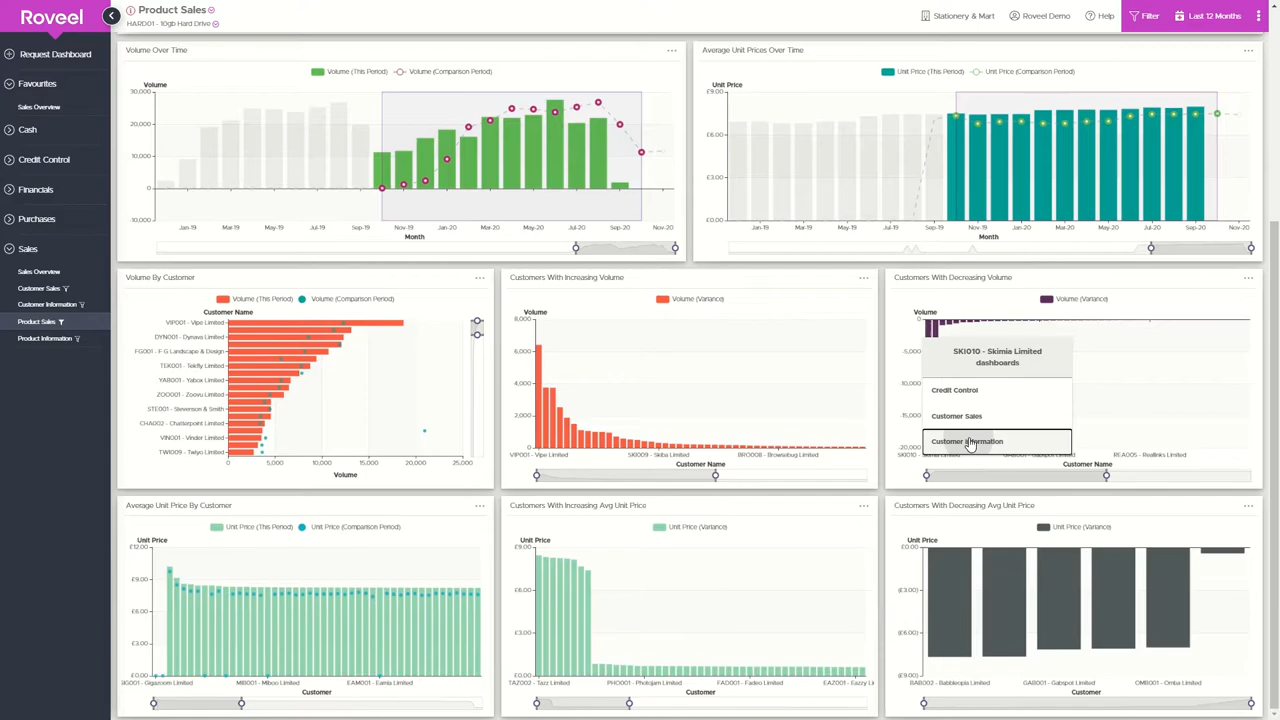 Roveel
Product Sales
HARD01 - 10gb Hard Drive
Stationery & Mart
Roveel Demo
Help
Filter
Last 12 Months
Request Dashboard
Favourites
Sales Overview
Cash
Credit Control
Financials
Purchases
Sales
Sales Overview
Customer Sales
Customer Information
Product Sales
Product Information
Volume Over Time
Volume (This Period)
Volume (Comparison Period)
Volume
30,000
20,000
10,000
0
-10,000
Jan-19
Mar-19
May-19
Jul-19
Sep-19
Nov-19
Jan-20
Mar-20
May-20
Jul-20
Sep-20
Nov-20
Month
Average Unit Prices Over Time
Unit Price (This Period)
Unit Price (Comparison Period)
Unit Price
£9.00
£6.00
£3.00
£0.00
Jan-19
Mar-19
May-19
Jul-19
Sep-19
Nov-19
Jan-20
Mar-20
May-20
Jul-20
Sep-20
Nov-20
Month
Volume By Customer
Volume (This Period)
Volume (Comparison Period)
Customer Name
VIP001 - Vipe Limited
DYN001 - Dynava Limited
FG001 - F G Landscape & Design
TEK001 - Tekfly Limited
YAB001 - Yabox Limited
ZOO001 - Zoovu Limited
STE001 - Stevenson & Smith
CHA002 - Chatterpoint Limited
VIN001 - Vinder Limited
TWI009 - Twiyo Limited
0
5,000
10,000
15,000
20,000
25,000
Volume
Customers With Increasing Volume
Volume (Variance)
Volume
8,000
6,000
4,000
2,000
0
VIP001 - Vipe Limited
SKI009 - Skiba Limited
BRO008 - Browsebug Limited
Customer Name
Customers With Decreasing Volume
Volume (Variance)
Volume
0
-5,000
-10,000
-15,000
-20,000
SKI010 - Skimia Limited
dashboards
Credit Control
Customer Sales
Customer Information
SKI010 - Skimia Limited
GAB001 - Gabspot Limited
REA005 - Reallinks Limited
Customer Name
Average Unit Price By Customer
Unit Price (This Period)
Unit Price (Comparison Period)
Unit Price
£12.00
£9.00
£6.00
£3.00
£0.00
IG001 - Gigazoom Limited
MIB001 - Miboo Limited
EAM001 - Eamia Limited
Customer
Customers With Increasing Avg Unit Price
Unit Price (Variance)
Unit Price
£9.00
£6.00
£3.00
£0.00
TAZ002 - Tazz Limited
PHO001 - Photojam Limited
FAD001 - Fadeo Limited
EAZ001 - Eazzy Li
Customer
Customers With Decreasing Avg Unit Price
Unit Price (Variance)
Unit Price
£0.00
(£3.00)
(£6.00)
(£9.00)
BAB002 - Babbleopia Limited
GAB001 - Gabspot Limited
OMB001 - Omba Limited
Customer